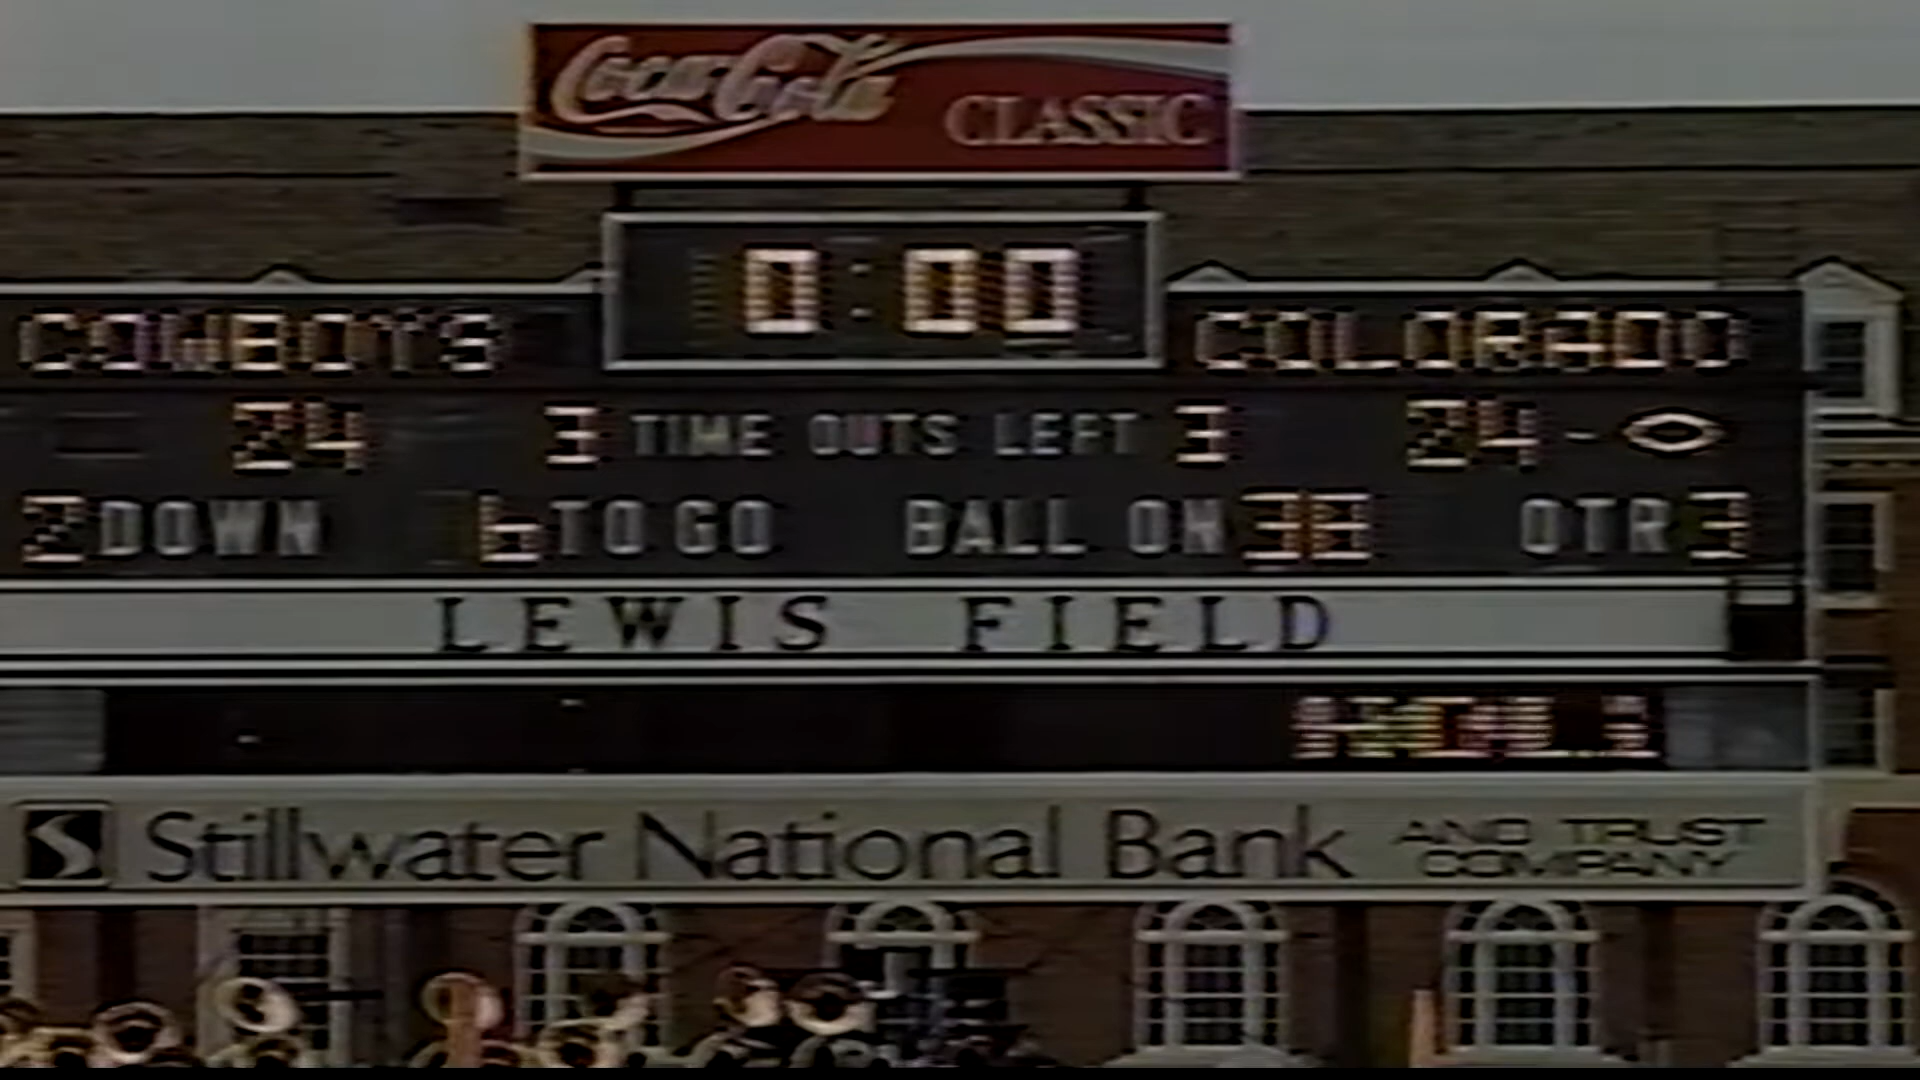 Coca-Cola CLASSIC
0:00
COWBOYS COLORADO
24 3 TIME OUTS LEFT 3 24
2 DOWN 6 TO GO BALL ON 38 QTR 3
LEWIS FIELD
Stillwater National Bank AND TRUST COMPANY